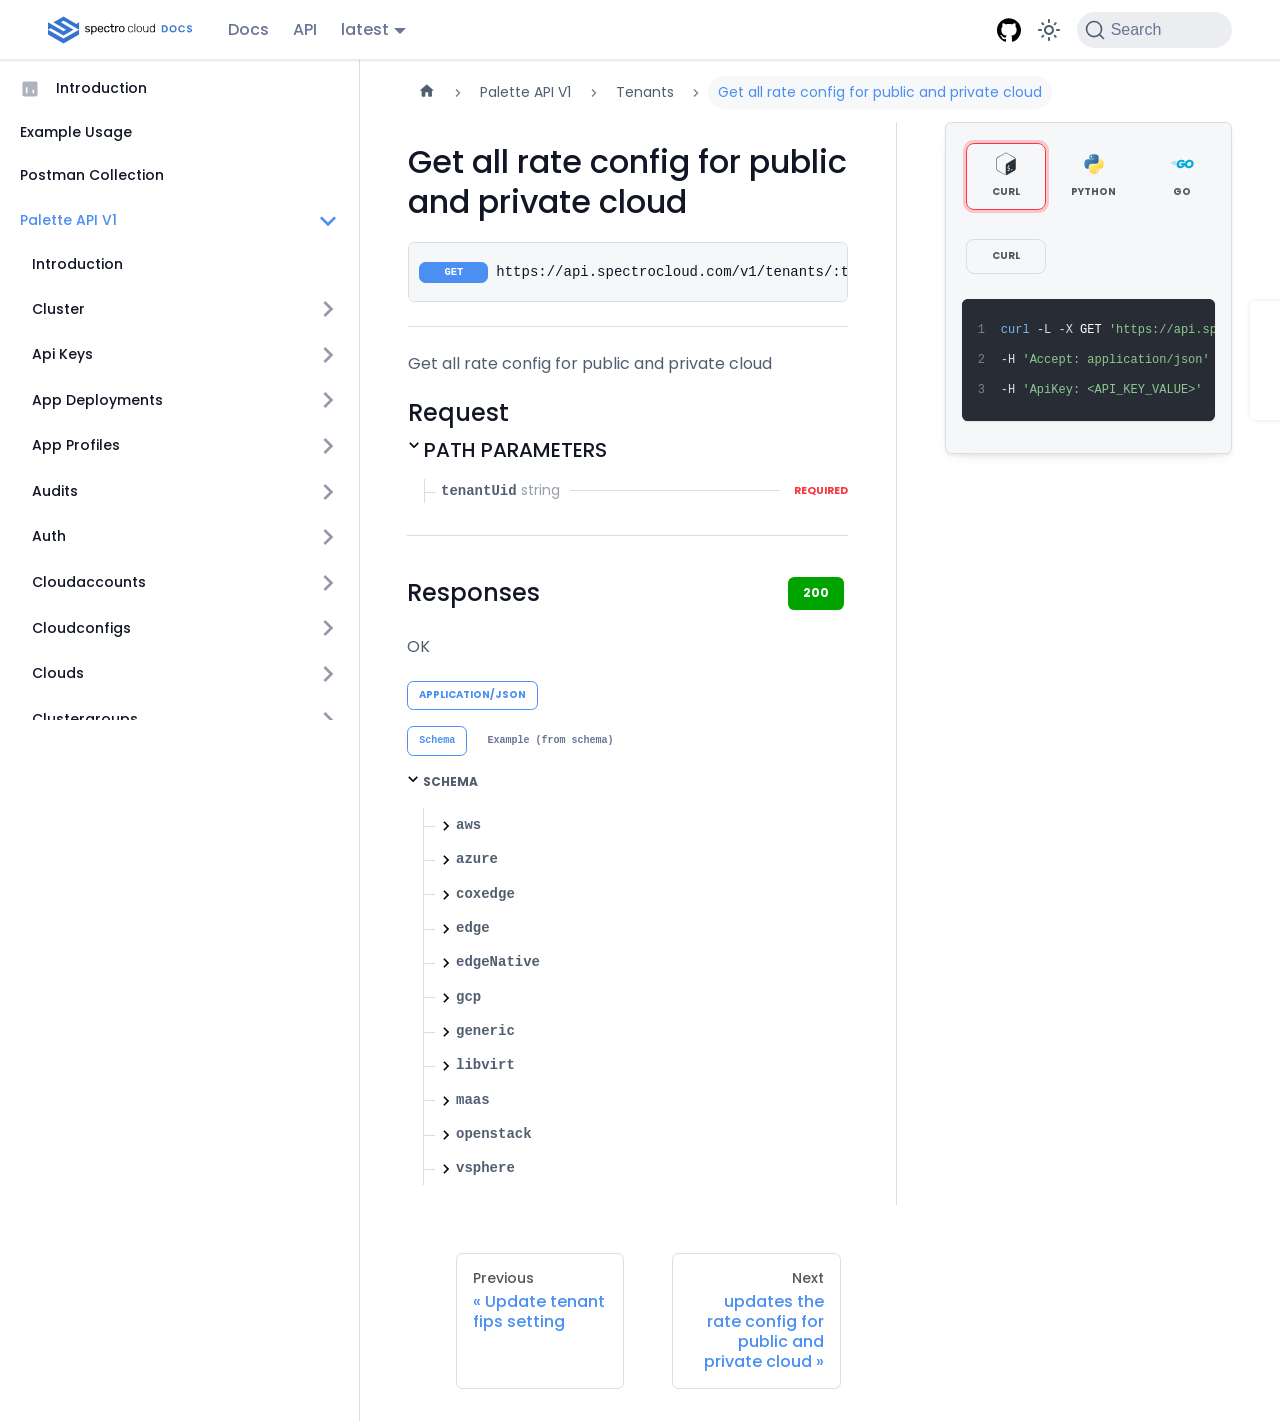 spectro cloud DOCS
Docs
API
latest
Search
Introduction
Example Usage
Postman Collection
Palette API V1
Introduction
Cluster
Api Keys
App Deployments
App Profiles
Audits
Auth
Cloudaccounts
Cloudconfigs
Clouds
Clustergroups
Palette API V1
Tenants
Get all rate config for public and private cloud
Get all rate config for public
and private cloud
GET https://api.spectrocloud.com/v1/tenants/:t
Get all rate config for public and private cloud
Request
PATH PARAMETERS
tenantUid string REQUIRED
Responses
200
OK
APPLICATION/JSON
Schema
Example (from schema)
SCHEMA
aws
azure
coxedge
edge
edgeNative
gcp
generic
libvirt
maas
openstack
vsphere
Previous
« Update tenant
fips setting
Next
updates the
rate config for
public and
private cloud »
CURL
PYTHON
GO
CURL
1 curl -L -X GET 'https://api.sp
2 -H 'Accept: application/json'
3 -H 'ApiKey: <API_KEY_VALUE>'